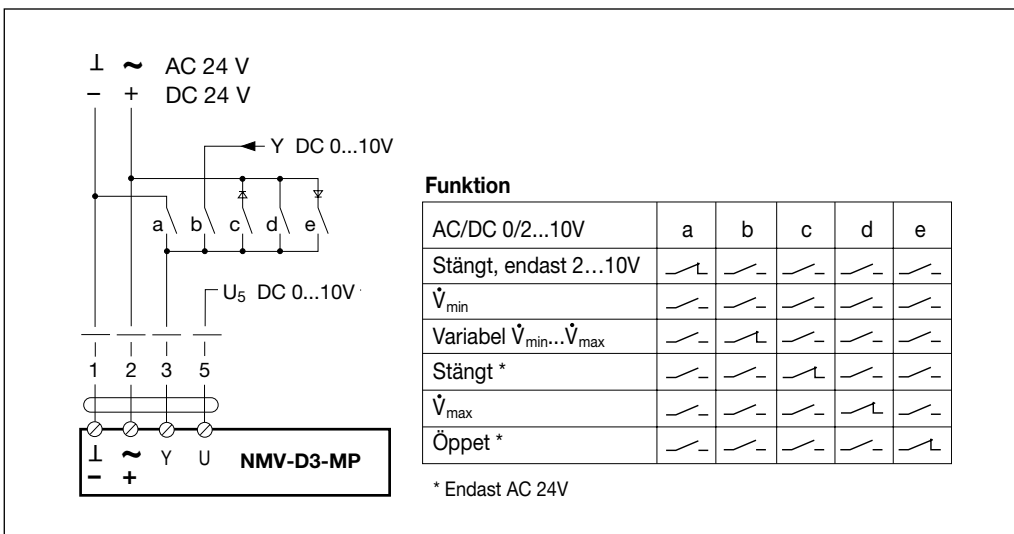 ⊥ ~ AC 24 V
– + DC 24 V
Y DC 0...10V
a b c d e
U₅ DC 0...10V
1 2 3 5
⊥ ~ Y U NMV-D3-MP
– +
Funktion
AC/DC 0/2...10V a b c d e
Stängt, endast 2…10V
V̇min
Variabel V̇min...V̇max
Stängt *
V̇max
Öppet *
* Endast AC 24V